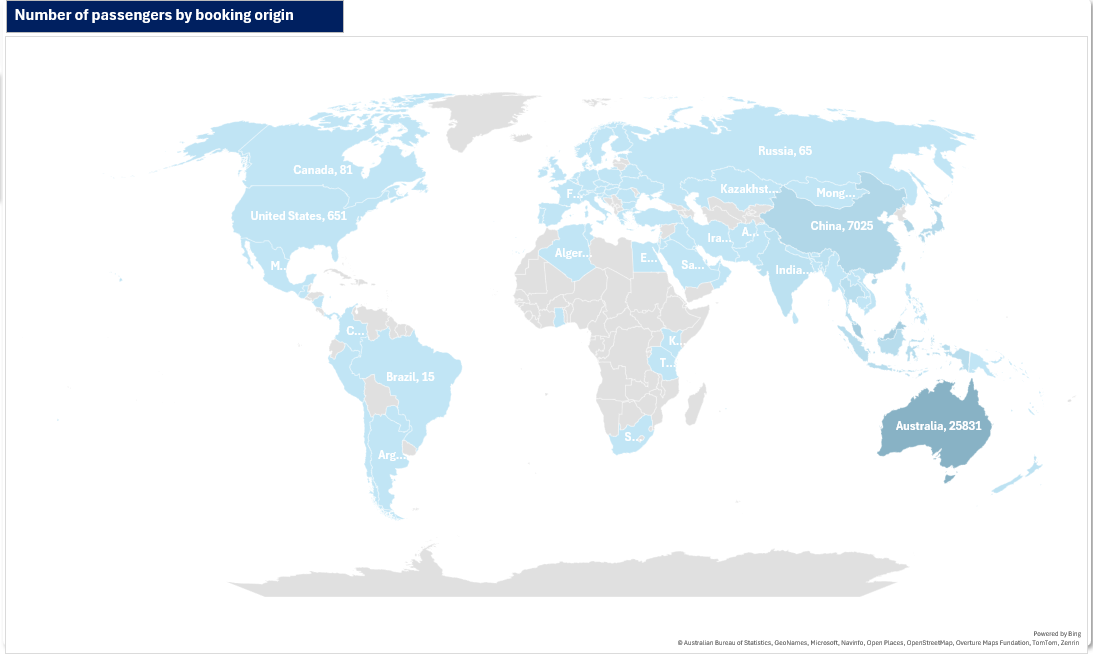 Number of passengers by booking origin
Russia, 65
Canada, 81
Kazakhst...
Mong...
F...
United States, 651
China, 7025
A...
Ira...
Alger...
E...
Sa...
M...
India...
C...
K...
T...
Brazil, 15
Australia, 25831
S...
Arg...
Powered by Bing
© Australian Bureau of Statistics, GeoNames, Microsoft, Navinfo, Open Places, OpenStreetMap, Overture Maps Fundation, TomTom, Zenrin